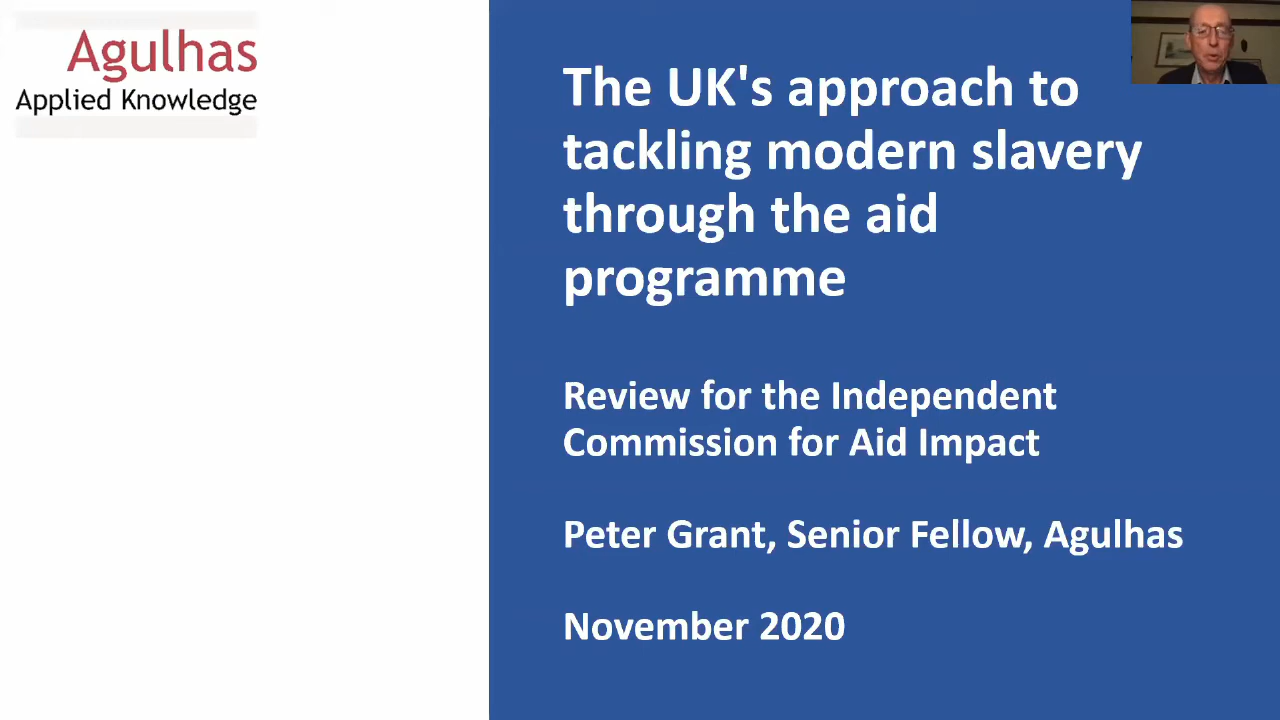 Agulhas
Applied Knowledge
The UK's approach to
tackling modern slavery
through the aid
programme
Review for the Independent
Commission for Aid Impact
Peter Grant, Senior Fellow, Agulhas
November 2020